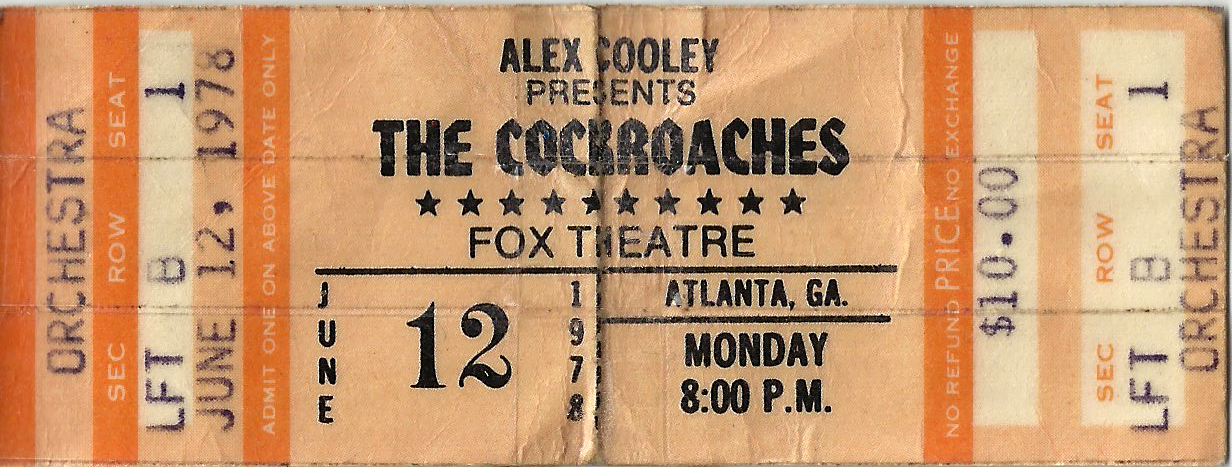 ORCHESTRA
SEC ROW SEAT
LFT B 1
JUNE 12, 1978
ADMIT ONE ON ABOVE DATE ONLY
ALEX COOLEY
PRESENTS
THE COCKROACHES
★★★★★★★★★★
FOX THEATRE
JUNE
12
1978
ATLANTA, GA.
MONDAY
8:00 P.M.
NO REFUND PRICE NO EXCHANGE
$10.00
SEC ROW SEAT
LFT B 1
ORCHESTRA